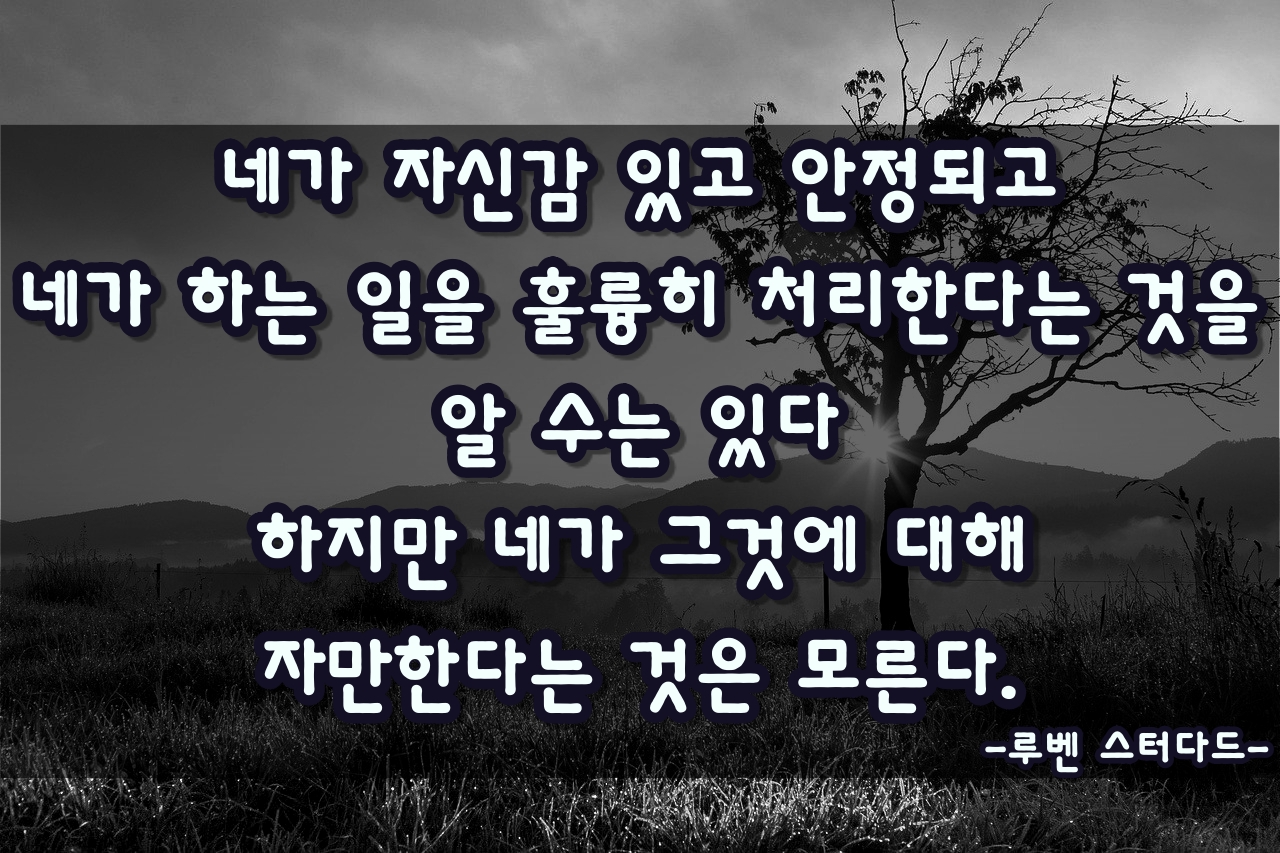 네가 자신감 있고 안정되고
네가 하는 일을 훌륭히 처리한다는 것을
알 수는 있다
하지만 네가 그것에 대해
자만한다는 것은 모른다.
-루벤 스터다드-